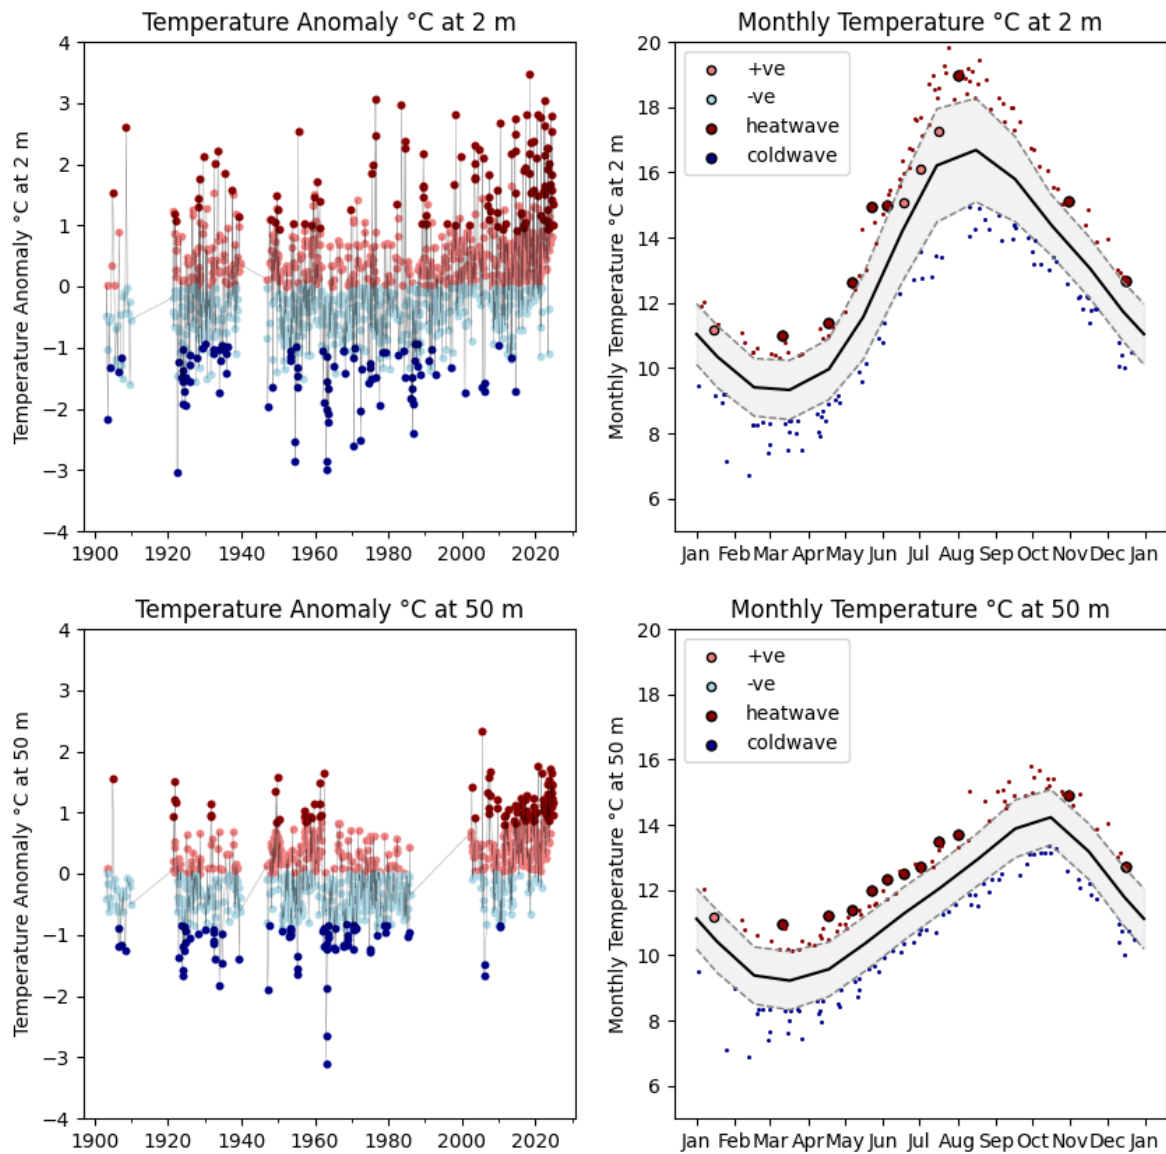 Temperature Anomaly °C at 2 m
Temperature Anomaly °C at 2 m
4
3
2
1
0
−1
−2
−3
−4
1900 1920 1940 1960 1980 2000 2020
Monthly Temperature °C at 2 m
Monthly Temperature °C at 2 m
20
18
16
14
12
10
8
6
+ve
-ve
heatwave
coldwave
Jan Feb Mar Apr May Jun Jul Aug Sep Oct Nov Dec Jan
Temperature Anomaly °C at 50 m
Temperature Anomaly °C at 50 m
4
3
2
1
0
−1
−2
−3
−4
1900 1920 1940 1960 1980 2000 2020
Monthly Temperature °C at 50 m
Monthly Temperature °C at 50 m
20
18
16
14
12
10
8
6
+ve
-ve
heatwave
coldwave
Jan Feb Mar Apr May Jun Jul Aug Sep Oct Nov Dec Jan